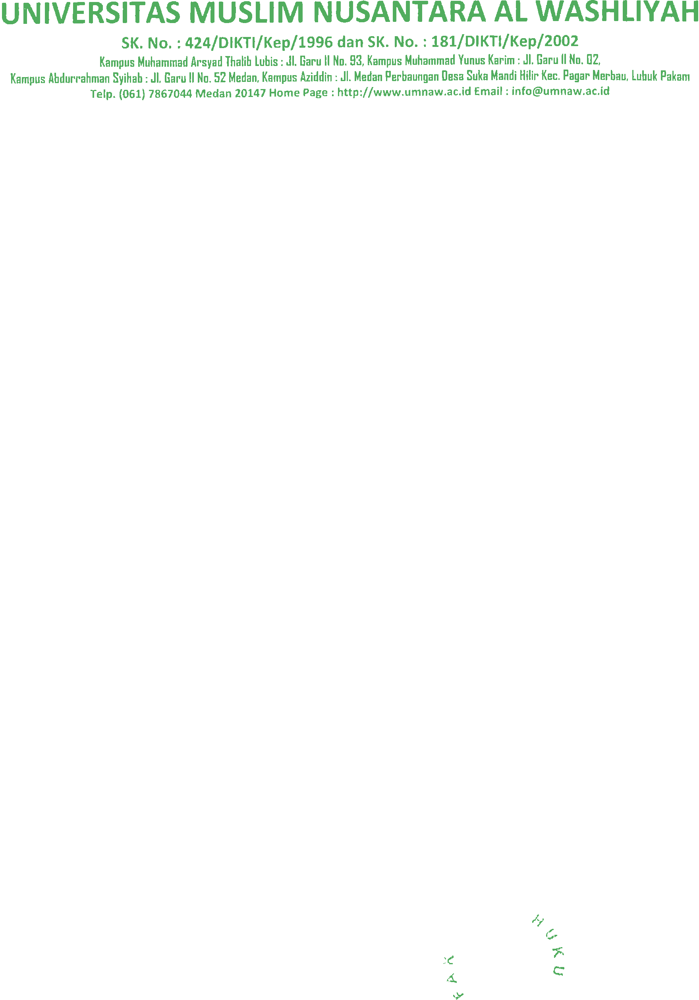 UNIVERSITAS MUSLIM NUSANTARA AL WASHLIYAH
SK. No. : 424/DIKTI/Kep/1996 dan SK. No. : 181/DIKTI/Kep/2002
Kampus Muhammad Arsyad Thalib Lubis : Jl. Garu II No. 93, Kampus Muhammad Yunus Karim : Jl. Garu II No. 02,
Kampus Abdurrahman Syihab : Jl. Garu II No. 52 Medan, Kampus Aziddin : Jl. Medan Perbaungan Desa Suka Mandi Hilir Kec. Pagar Merbau, Lubuk Pakam
Telp. (061) 7867044 Medan 20147 Home Page : http://www.umnaw.ac.id Email : info@umnaw.ac.id
HUKU